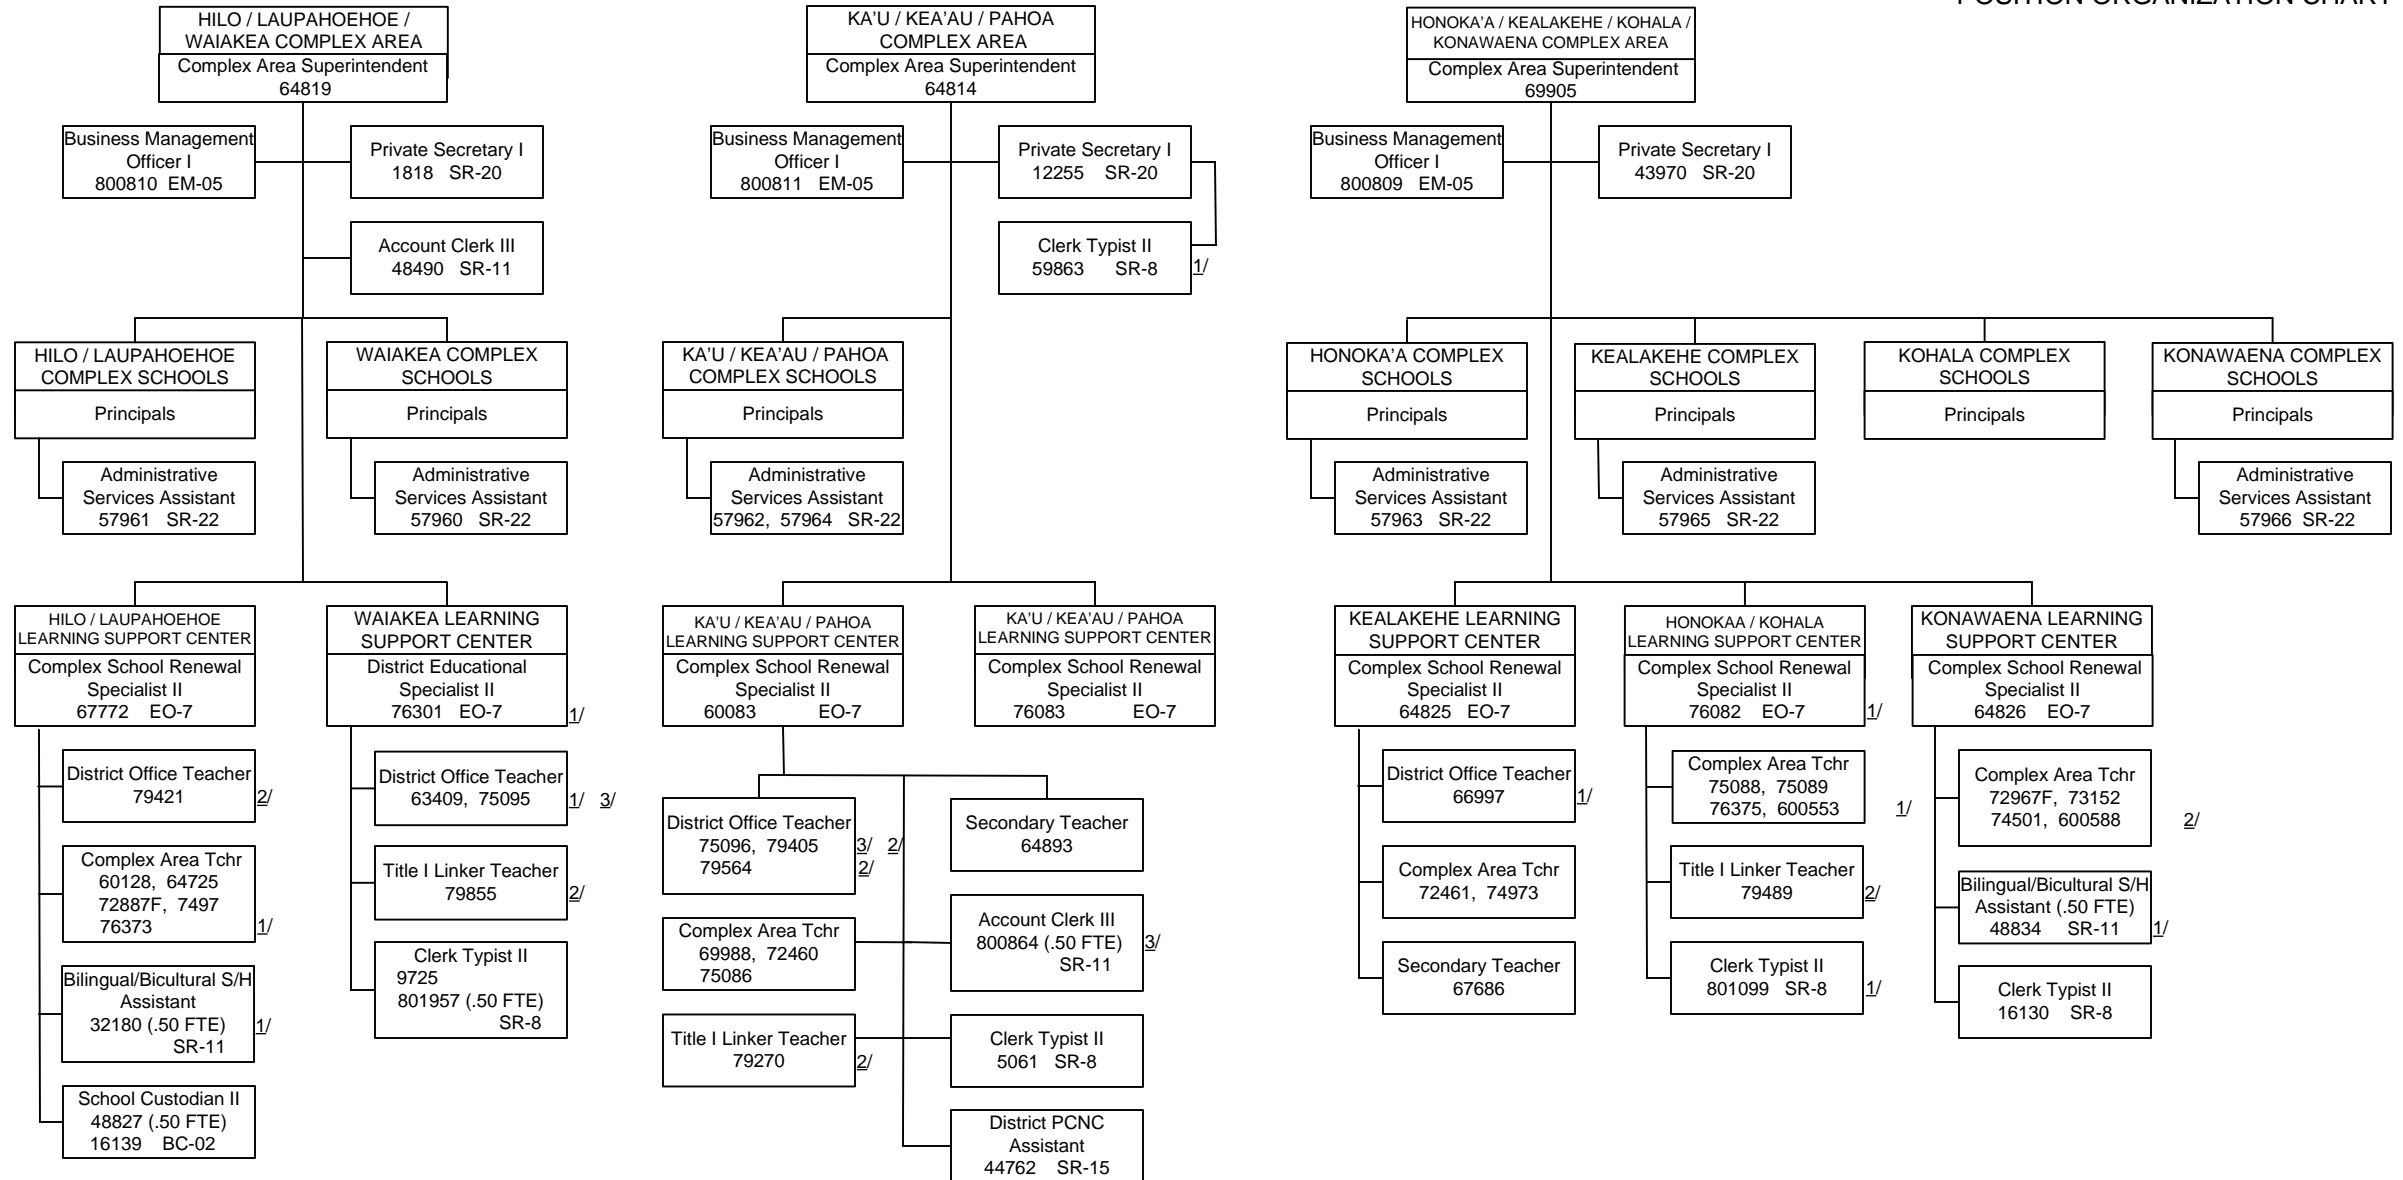 POSITION ORGANIZATION CHART
HILO / LAUPAHOEHOE /
WAIAKEA COMPLEX AREA
Complex Area Superintendent
64819
Business Management
Officer I
800810 EM-05
Private Secretary I
1818 SR-20
Account Clerk III
48490 SR-11
HILO / LAUPAHOEHOE
COMPLEX SCHOOLS
Principals
Administrative
Services Assistant
57961 SR-22
WAIAKEA COMPLEX
SCHOOLS
Principals
Administrative
Services Assistant
57960 SR-22
HILO / LAUPAHOEHOE
LEARNING SUPPORT CENTER
Complex School Renewal
Specialist II
67772 EO-7
District Office Teacher
79421 2/
Complex Area Tchr
60128, 64725
72887F, 7497
76373 1/
Bilingual/Bicultural S/H
Assistant
32180 (.50 FTE) 1/
SR-11
School Custodian II
48827 (.50 FTE)
16139 BC-02
WAIAKEA LEARNING
SUPPORT CENTER
District Educational
Specialist II
76301 EO-7 1/
District Office Teacher
63409, 75095 1/ 3/
Title I Linker Teacher
79855 2/
Clerk Typist II
9725
801957 (.50 FTE)
SR-8
KA'U / KEA'AU / PAHOA
COMPLEX AREA
Complex Area Superintendent
64814
Business Management
Officer I
800811 EM-05
Private Secretary I
12255 SR-20
Clerk Typist II
59863 SR-8 1/
KA'U / KEA'AU / PAHOA
COMPLEX SCHOOLS
Principals
Administrative
Services Assistant
57962, 57964 SR-22
KA'U / KEA'AU / PAHOA
LEARNING SUPPORT CENTER
Complex School Renewal
Specialist II
60083 EO-7
KA'U / KEA'AU / PAHOA
LEARNING SUPPORT CENTER
Complex School Renewal
Specialist II
76083 EO-7
District Office Teacher
75096, 79405 3/ 2/
79564 2/
Complex Area Tchr
69988, 72460
75086
Title I Linker Teacher
79270 2/
Secondary Teacher
64893
Account Clerk III
800864 (.50 FTE) 3/
SR-11
Clerk Typist II
5061 SR-8
District PCNC
Assistant
44762 SR-15
HONOKA'A / KEALAKEHE / KOHALA /
KONAWAENA COMPLEX AREA
Complex Area Superintendent
69905
Business Management
Officer I
800809 EM-05
Private Secretary I
43970 SR-20
HONOKA'A COMPLEX
SCHOOLS
Principals
Administrative
Services Assistant
57963 SR-22
KEALAKEHE COMPLEX
SCHOOLS
Principals
Administrative
Services Assistant
57965 SR-22
KOHALA COMPLEX
SCHOOLS
Principals
KONAWAENA COMPLEX
SCHOOLS
Principals
Administrative
Services Assistant
57966 SR-22
KEALAKEHE LEARNING
SUPPORT CENTER
Complex School Renewal
Specialist II
64825 EO-7
District Office Teacher
66997 1/
Complex Area Tchr
72461, 74973
Secondary Teacher
67686
HONOKAA / KOHALA
LEARNING SUPPORT CENTER
Complex School Renewal
Specialist II
76082 EO-7 1/
Complex Area Tchr
75088, 75089
76375, 600553 1/
Title I Linker Teacher
79489 2/
Clerk Typist II
801099 SR-8 1/
KONAWAENA LEARNING
SUPPORT CENTER
Complex School Renewal
Specialist II
64826 EO-7
Complex Area Tchr
72967F, 73152
74501, 600588 2/
Bilingual/Bicultural S/H
Assistant (.50 FTE)
48834 SR-11 1/
Clerk Typist II
16130 SR-8